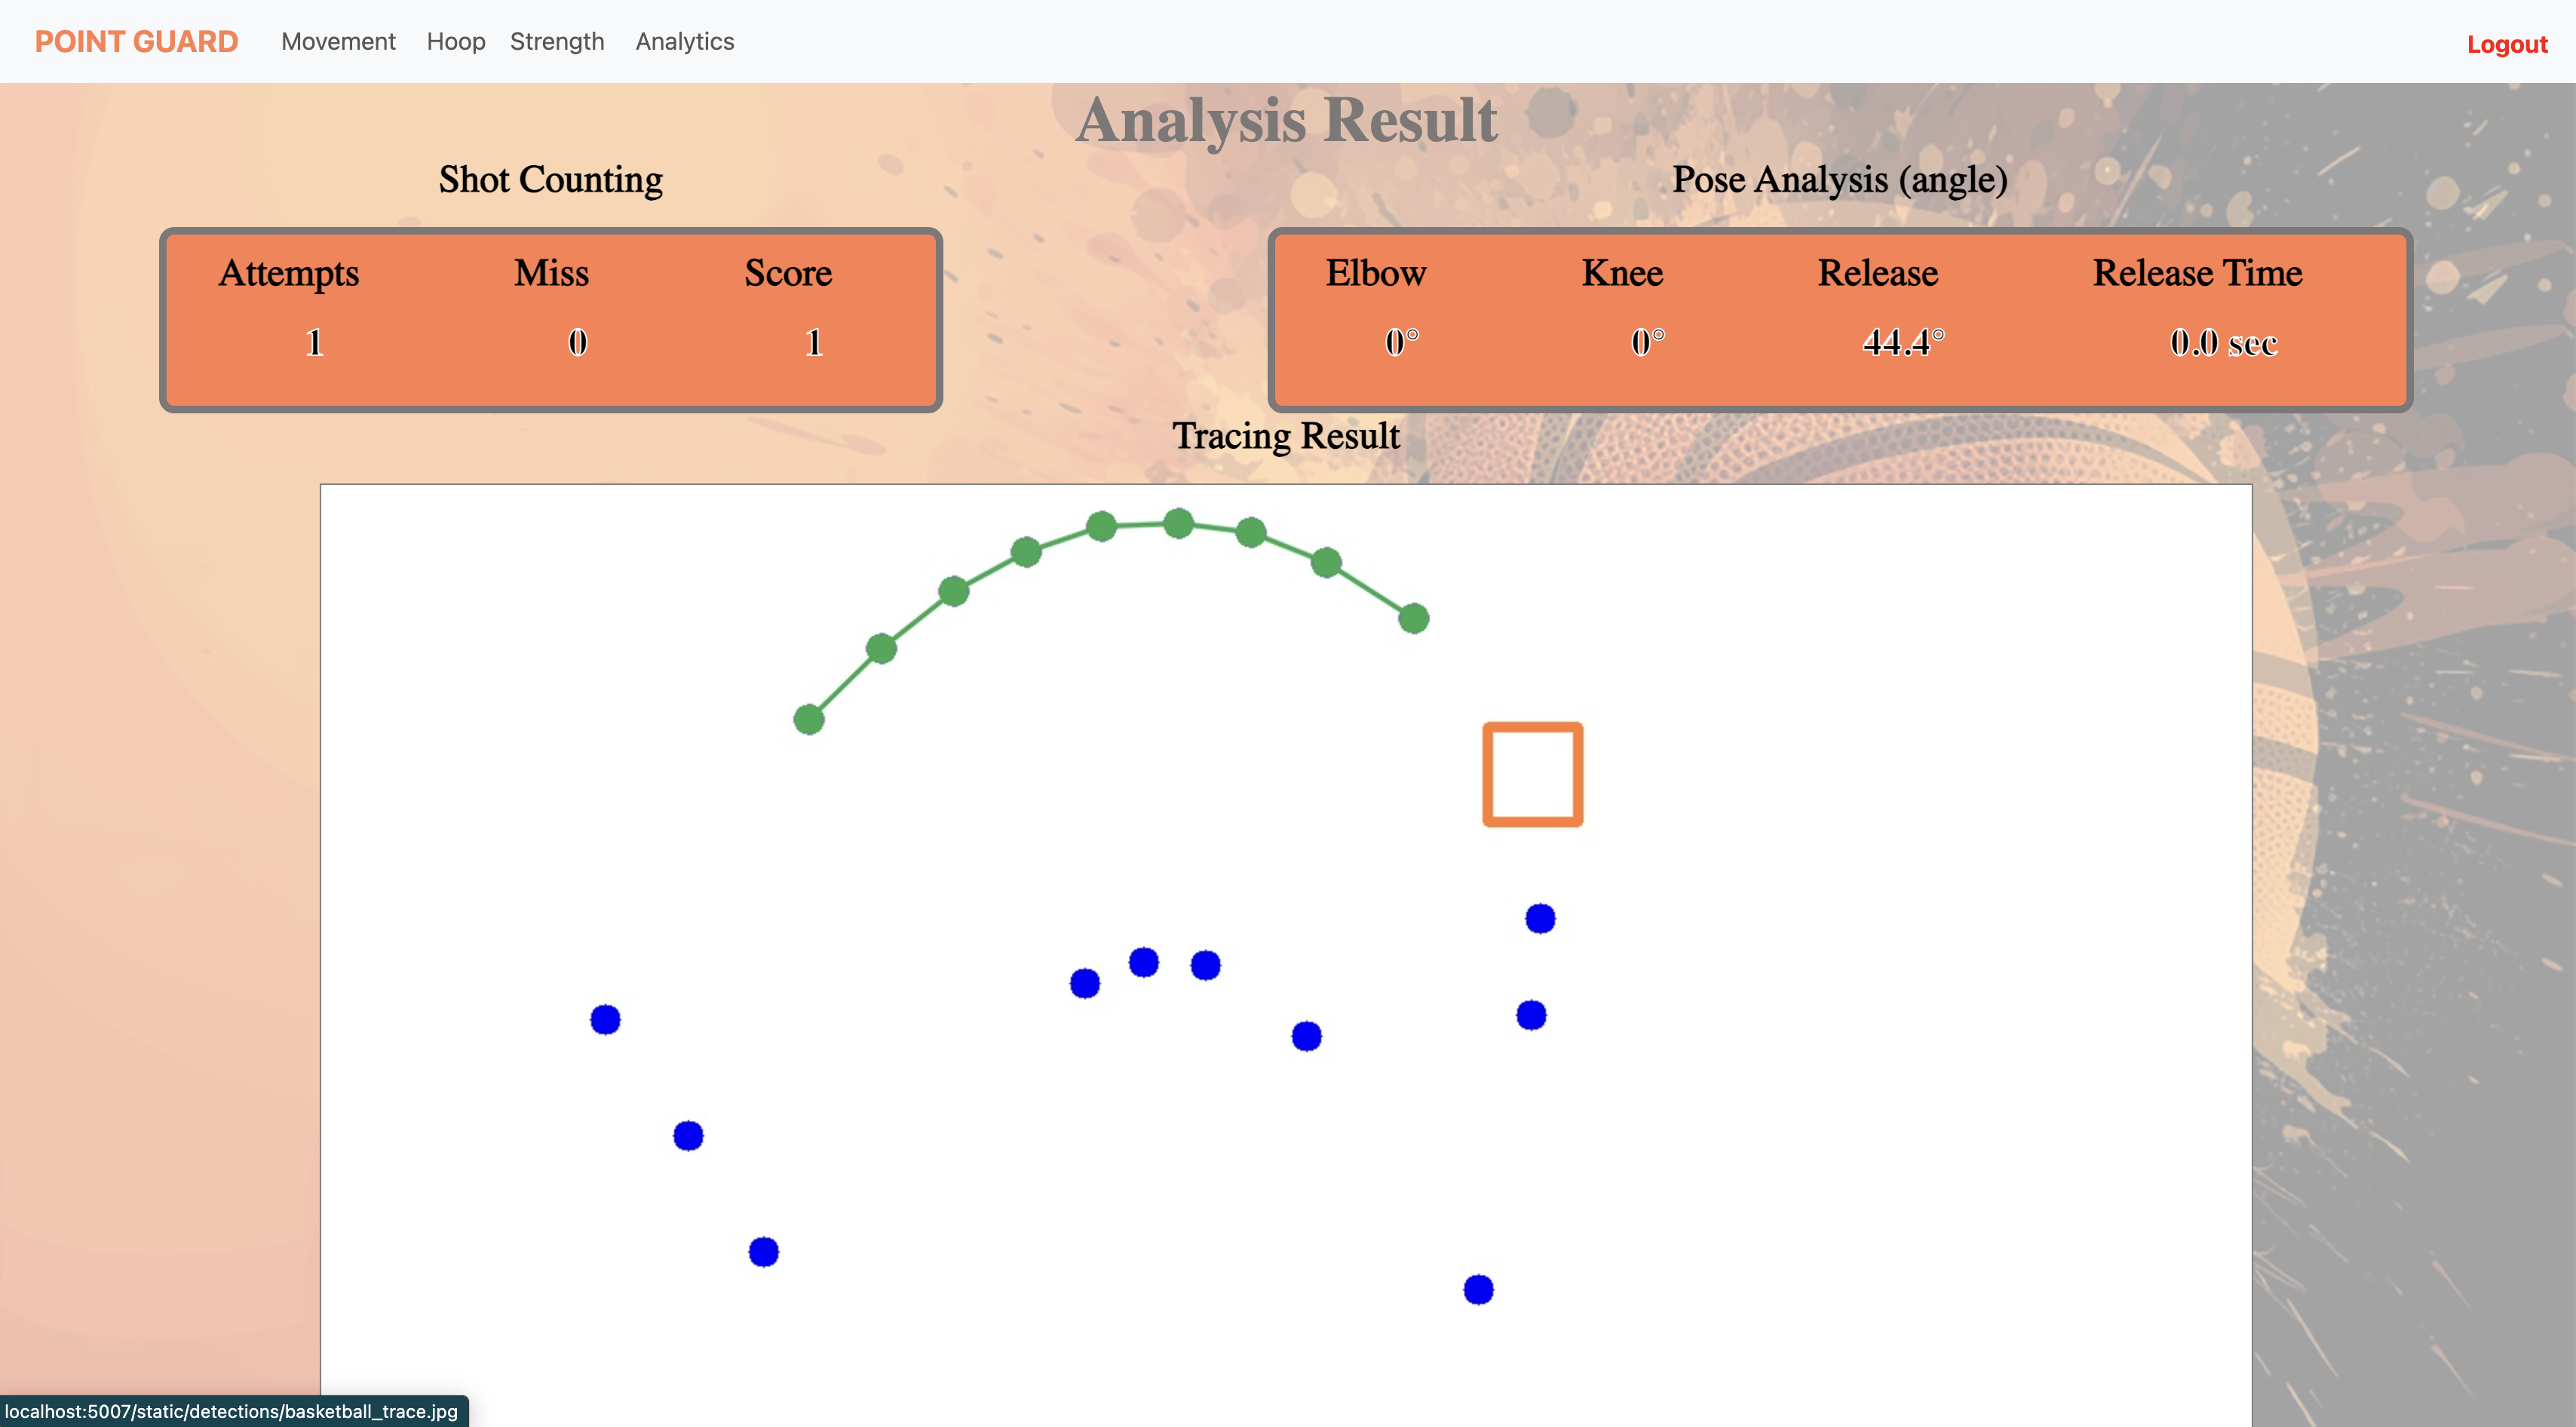 POINT GUARD Movement Hoop Strength Analytics Logout
Analysis Result
Shot Counting
Attempts Miss Score
1 0 1
Pose Analysis (angle)
Elbow Knee Release Release Time
0° 0° 44.4° 0.0 sec
Tracing Result
localhost:5007/static/detections/basketball_trace.jpg